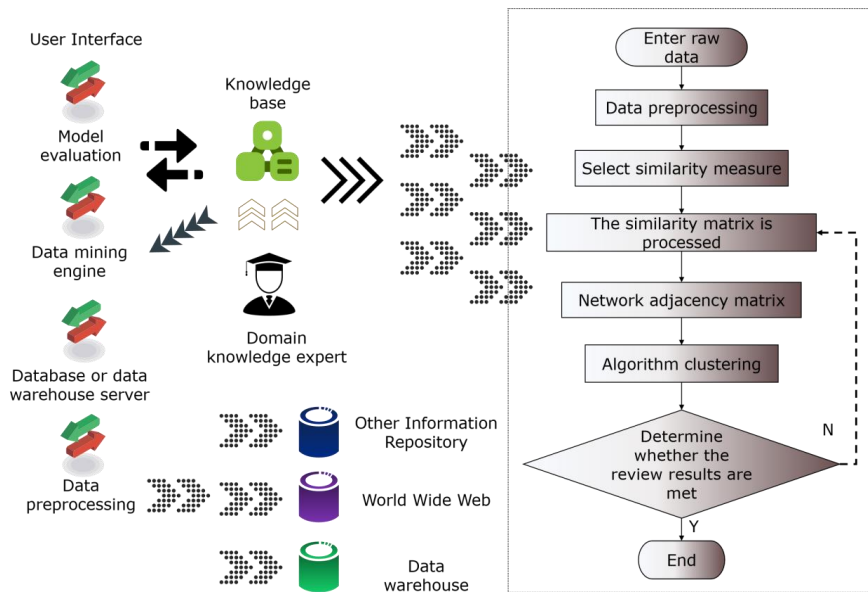 User Interface
Model
evaluation
Data mining
engine
Database or data
warehouse server
Data
preprocessing
Knowledge
base
Domain
knowledge expert
Other Information
Repository
World Wide Web
Data
warehouse
Enter raw
data
Data preprocessing
Select similarity measure
The similarity matrix is
processed
Network adjacency matrix
Algorithm clustering
Determine
whether the
review results are
met
N
Y
End